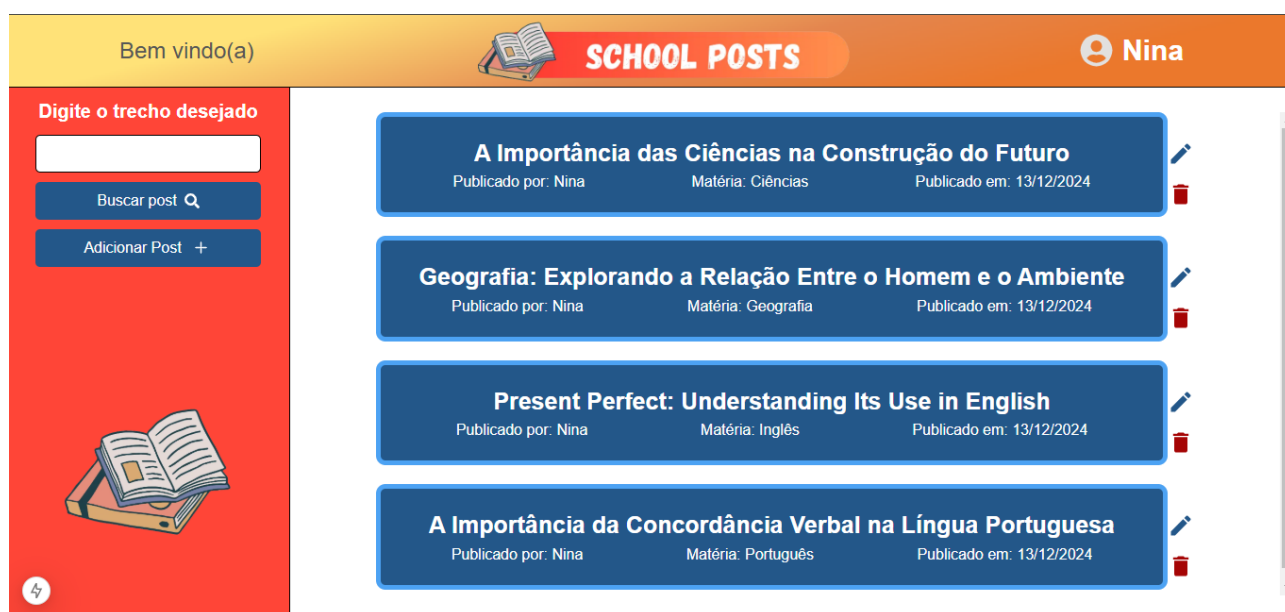 Bem vindo(a)
SCHOOL POSTS
Nina
Digite o trecho desejado
Buscar post
Adicionar Post +
A Importância das Ciências na Construção do Futuro
Publicado por: Nina Matéria: Ciências Publicado em: 13/12/2024
Geografia: Explorando a Relação Entre o Homem e o Ambiente
Publicado por: Nina Matéria: Geografia Publicado em: 13/12/2024
Present Perfect: Understanding Its Use in English
Publicado por: Nina Matéria: Inglês Publicado em: 13/12/2024
A Importância da Concordância Verbal na Língua Portuguesa
Publicado por: Nina Matéria: Português Publicado em: 13/12/2024